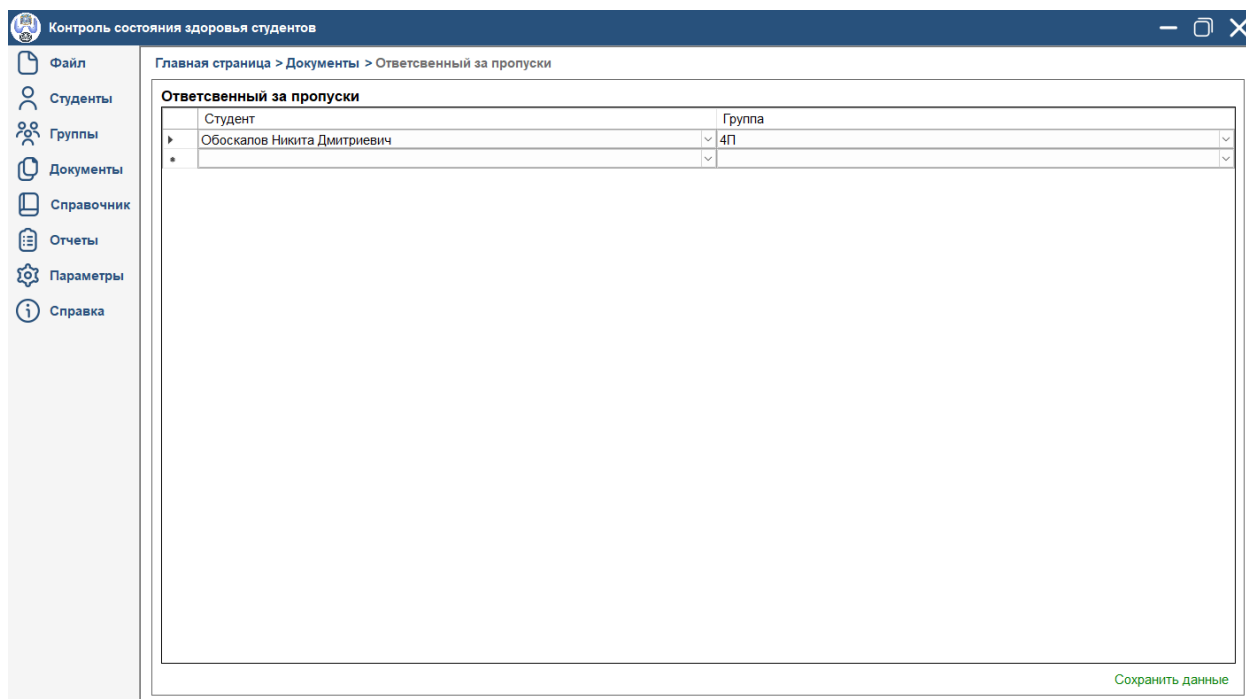 Контроль состояния здоровья студентов
Файл
Студенты
Группы
Документы
Справочник
Отчеты
Параметры
Справка
Главная страница > Документы > Ответсвенный за пропуски
Ответсвенный за пропуски
Студент Группа
Обоскалов Никита Дмитриевич 4П
Сохранить данные